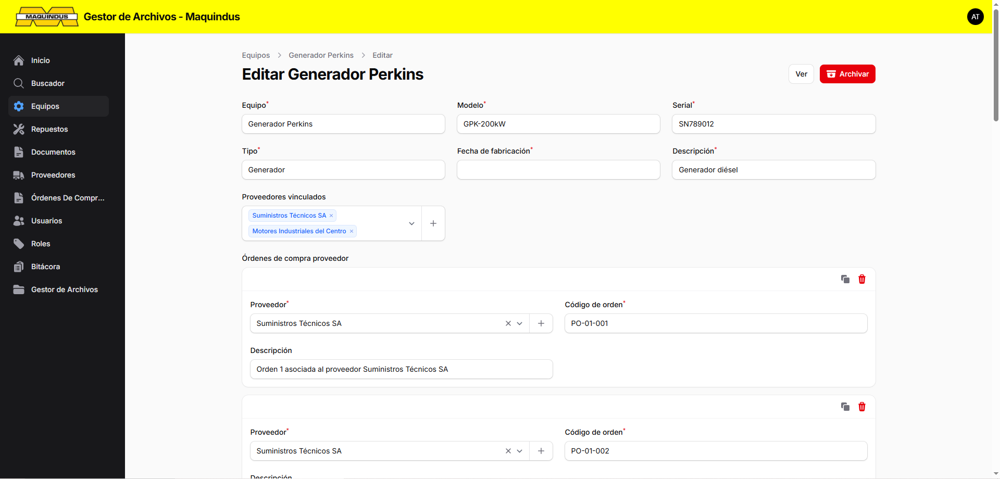 MAQUINDUS
Gestor de Archivos - Maquindus
AT
Inicio
Buscador
Equipos
Repuestos
Documentos
Proveedores
Órdenes De Compr...
Usuarios
Roles
Bitácora
Gestor de Archivos
Equipos > Generador Perkins > Editar
Editar Generador Perkins
Ver
Archivar
Equipo* Modelo* Serial*
Generador Perkins GPK-200kW SN789012
Tipo* Fecha de fabricación* Descripción*
Generador Generador diésel
Proveedores vinculados
Suministros Técnicos SA ×
Motores Industriales del Centro ×
Órdenes de compra proveedor
Proveedor* Código de orden*
Suministros Técnicos SA PO-01-001
Descripción
Orden 1 asociada al proveedor Suministros Técnicos SA
Proveedor* Código de orden*
Suministros Técnicos SA PO-01-002
Descripción